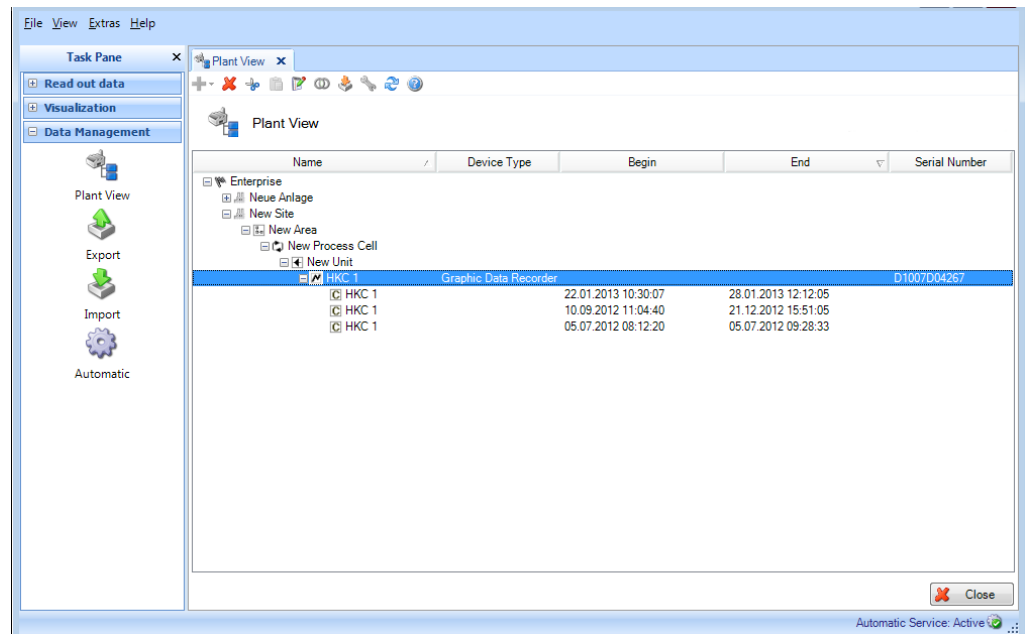 File View Extras Help
Task Pane
Plant View
Read out data
Visualization
Data Management
Plant View
Export
Import
Automatic
Plant View
Name Device Type Begin End Serial Number
Enterprise
Neue Anlage
New Site
New Area
New Process Cell
New Unit
HKC 1 Graphic Data Recorder D1007D04267
HKC 1 22.01.2013 10:30:07 28.01.2013 12:12:05
HKC 1 10.09.2012 11:04:40 21.12.2012 15:51:05
HKC 1 05.07.2012 08:12:20 05.07.2012 09:28:33
Close
Automatic Service: Active